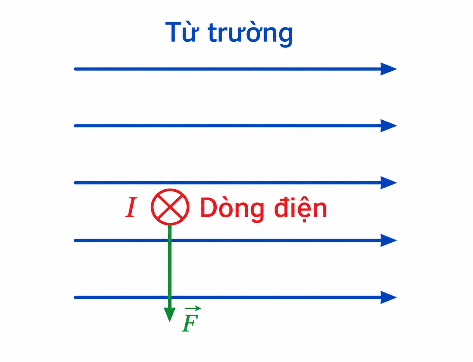 Từ trường
I
Dòng điện
F